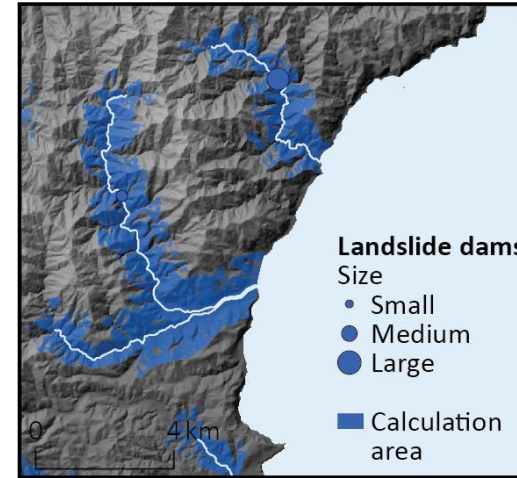 Landslide dams
Size
Small
Medium
Large
Calculation
area
0 4 km